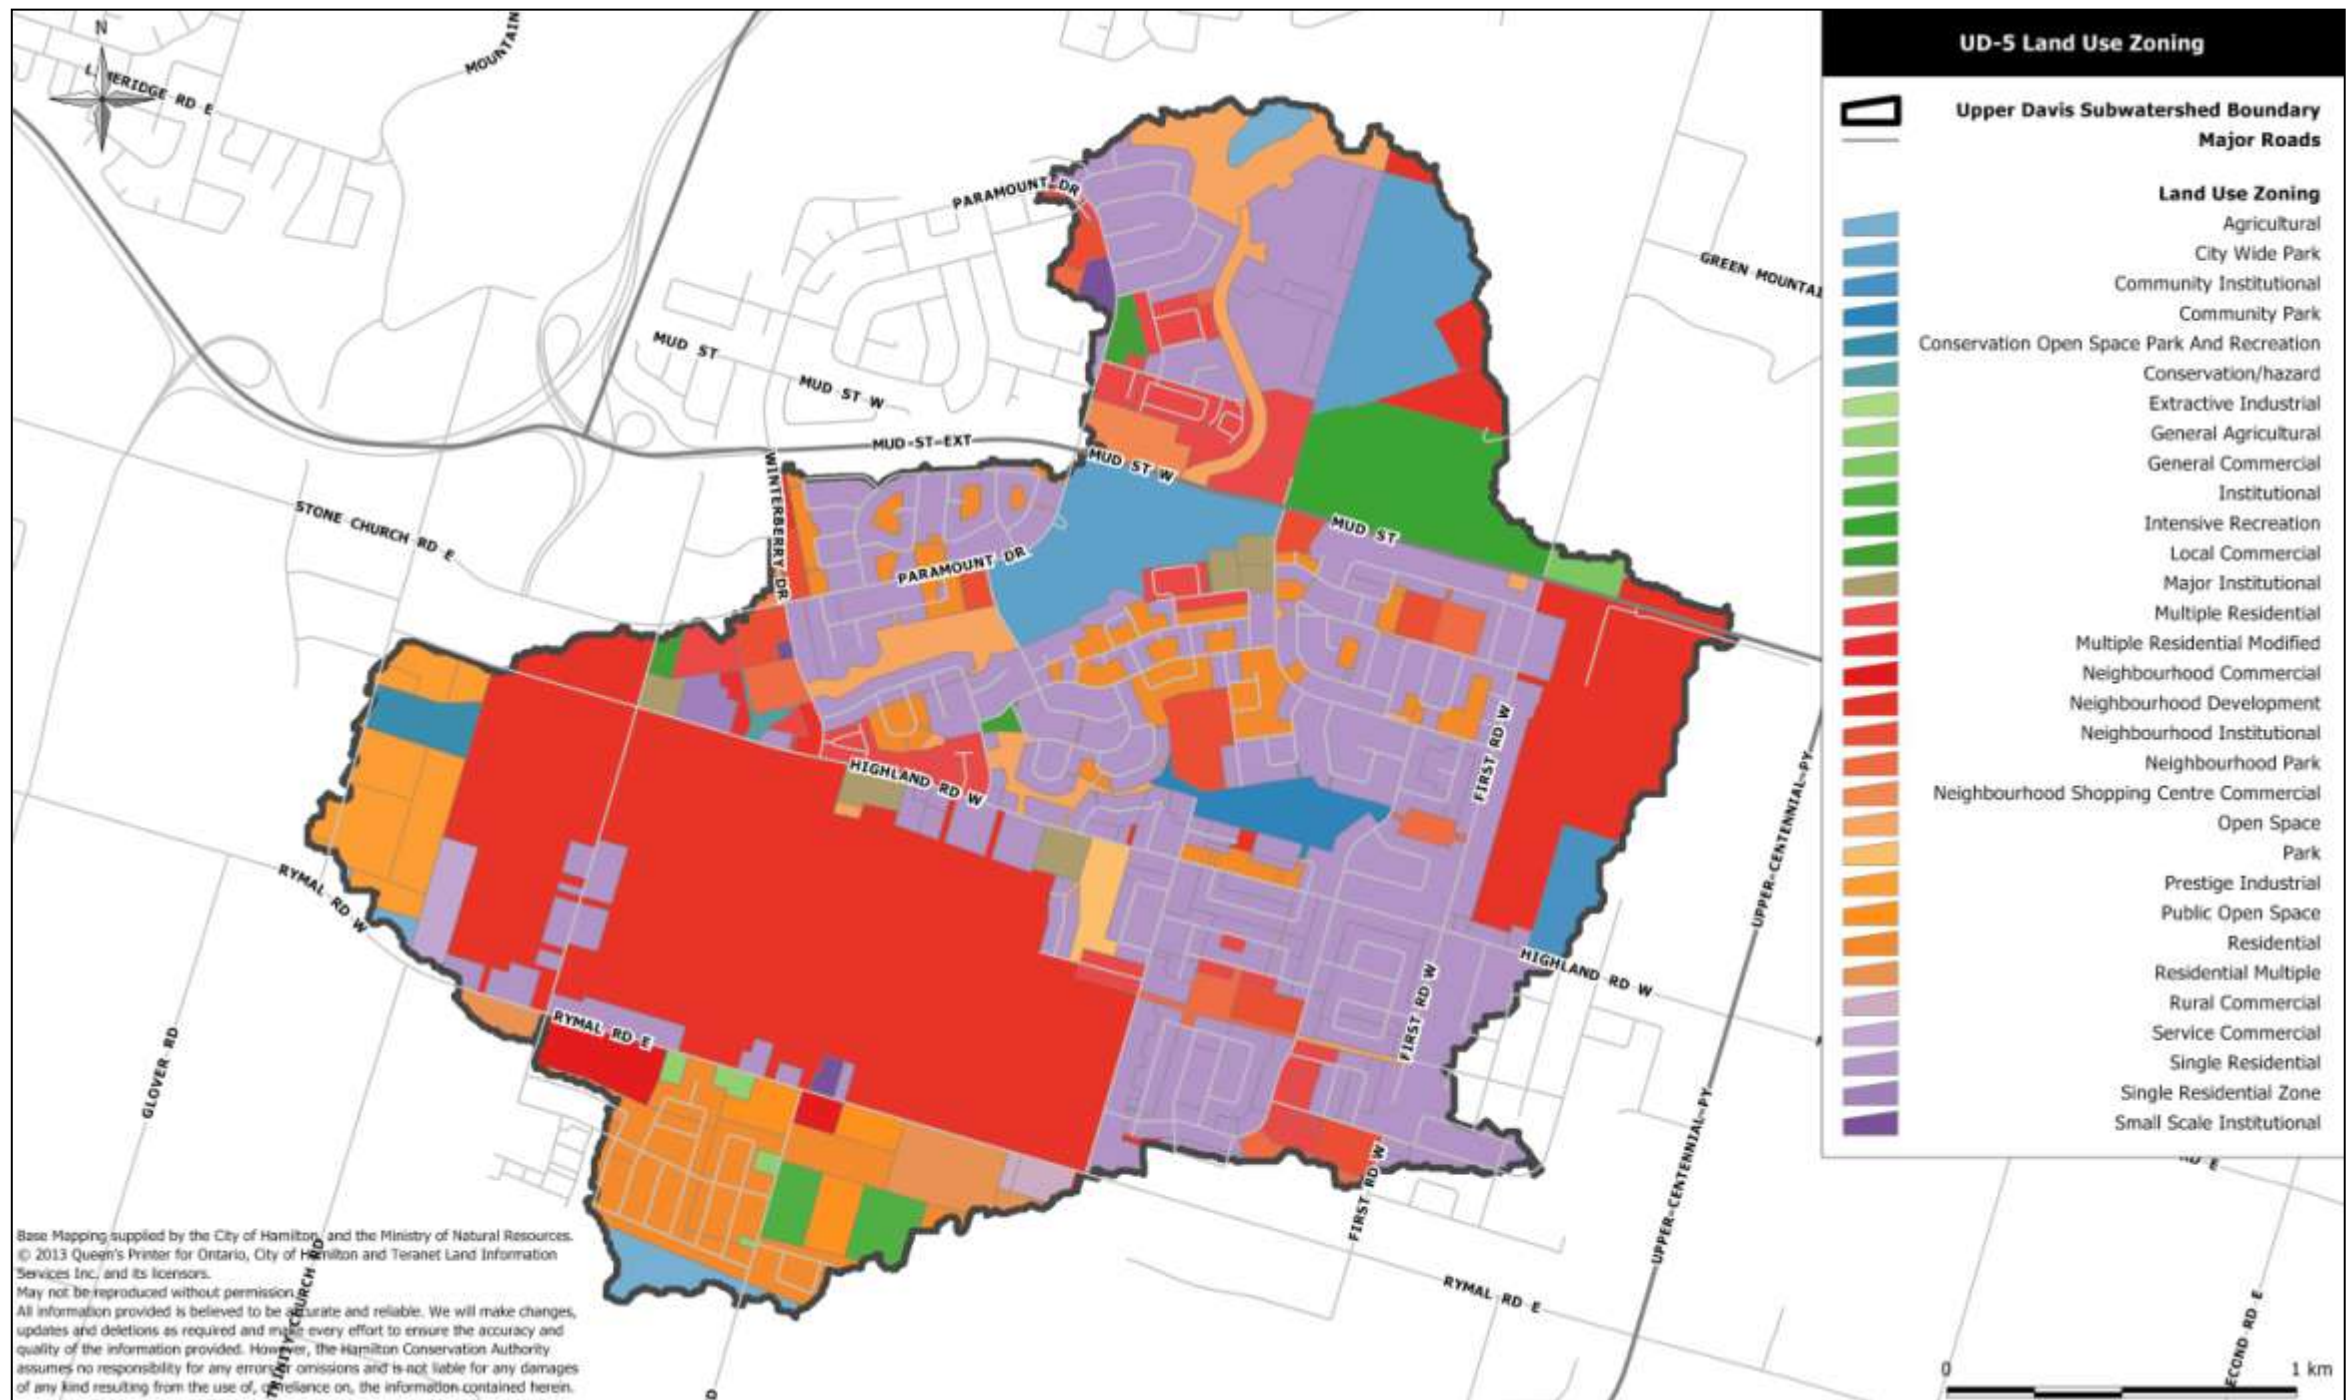 UD-5 Land Use Zoning
Upper Davis Subwatershed Boundary
Major Roads
Land Use Zoning
Agricultural
City Wide Park
Community Institutional
Community Park
Conservation Open Space Park And Recreation
Conservation/hazard
Extractive Industrial
General Agricultural
General Commercial
Institutional
Intensive Recreation
Local Commercial
Major Institutional
Multiple Residential
Multiple Residential Modified
Neighbourhood Commercial
Neighbourhood Development
Neighbourhood Institutional
Neighbourhood Park
Neighbourhood Shopping Centre Commercial
Open Space
Park
Prestige Industrial
Public Open Space
Residential
Residential Multiple
Rural Commercial
Service Commercial
Single Residential
Single Residential Zone
Small Scale Institutional
N
RD E
MOUNTAIN
PARAMOUNT DR
GREEN MOUNTAI
MUD ST
MUD ST W
MUD-ST-EXT
MUD ST W
WINTERBERRY DR
STONE CHURCH RD E
MUD ST
PARAMOUNT DR
FIRST RD W
HIGHLAND RD W
UPPER-CENTENNIAL-PY
RYMAL RD W
HIGHLAND RD W
FIRST RD W
RYMAL RD E
GLOVER RD
UPPER-CENTENNIAL-PY
FIRST RD W
RYMAL RD E
TRINITY CHURCH RD
ECOND RD E
RD E
D
0 1 km
Base Mapping supplied by the City of Hamilton and the Ministry of Natural Resources.
© 2013 Queen's Printer for Ontario, City of Hamilton and Teranet Land Information
Services Inc. and its licensors.
May not be reproduced without permission.
All information provided is believed to be accurate and reliable. We will make changes,
updates and deletions as required and make every effort to ensure the accuracy and
quality of the information provided. However, the Hamilton Conservation Authority
assumes no responsibility for any errors or omissions and is not liable for any damages
of any kind resulting from the use of, or reliance on, the information contained herein.